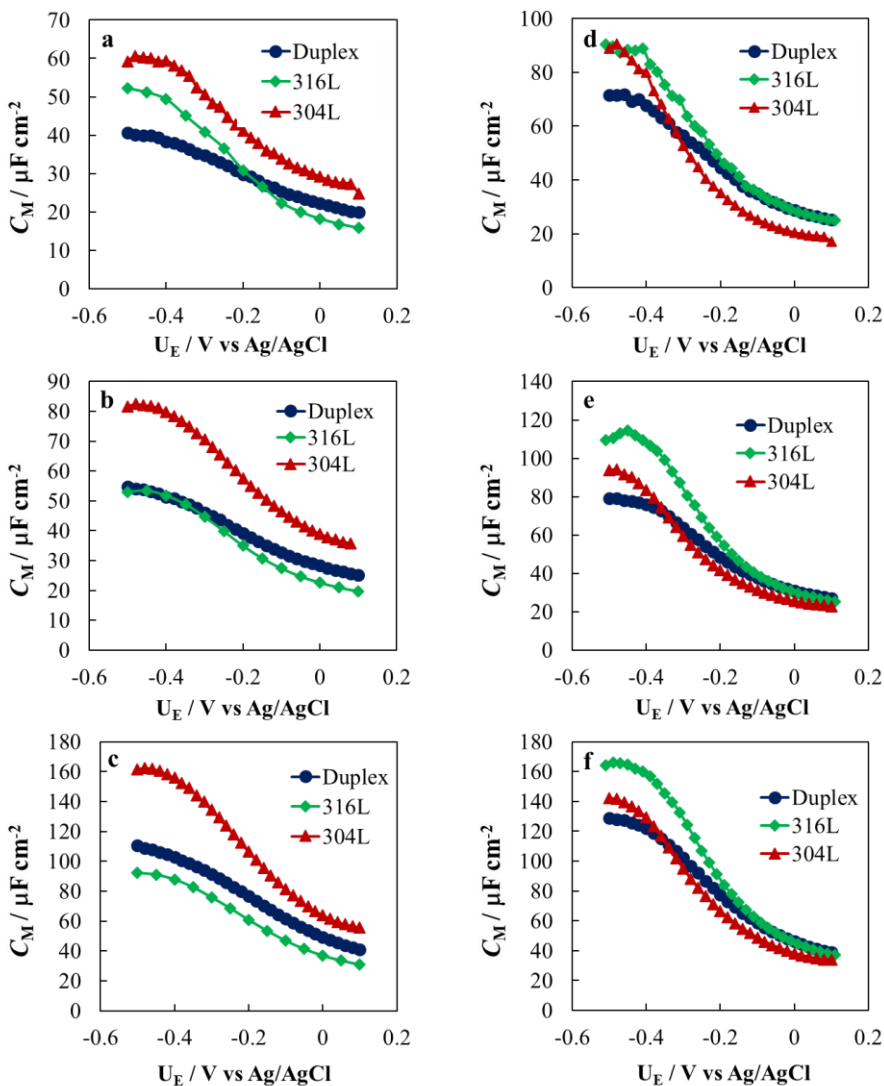 a
Duplex
316L
304L
C_M / µF cm⁻²
70
60
50
40
30
20
10
0
-0.6
-0.4
-0.2
0
0.2
U_E / V vs Ag/AgCl
d
Duplex
316L
304L
C_M / µF cm⁻²
100
80
60
40
20
0
-0.6
-0.4
-0.2
0
0.2
U_E / V vs Ag/AgCl
b
Duplex
316L
304L
C_M / µF cm⁻²
90
80
70
60
50
40
30
20
10
0
-0.6
-0.4
-0.2
0
0.2
U_E / V vs Ag/AgCl
e
Duplex
316L
304L
C_M / µF cm⁻²
140
120
100
80
60
40
20
0
-0.6
-0.4
-0.2
0
0.2
U_E / V vs Ag/AgCl
c
Duplex
316L
304L
C_M / µF cm⁻²
180
160
140
120
100
80
60
40
20
0
-0.6
-0.4
-0.2
0
0.2
U_E / V vs Ag/AgCl
f
Duplex
316L
304L
C_M / µF cm⁻²
180
160
140
120
100
80
60
40
20
0
-0.6
-0.4
-0.2
0
0.2
U_E / V vs Ag/AgCl